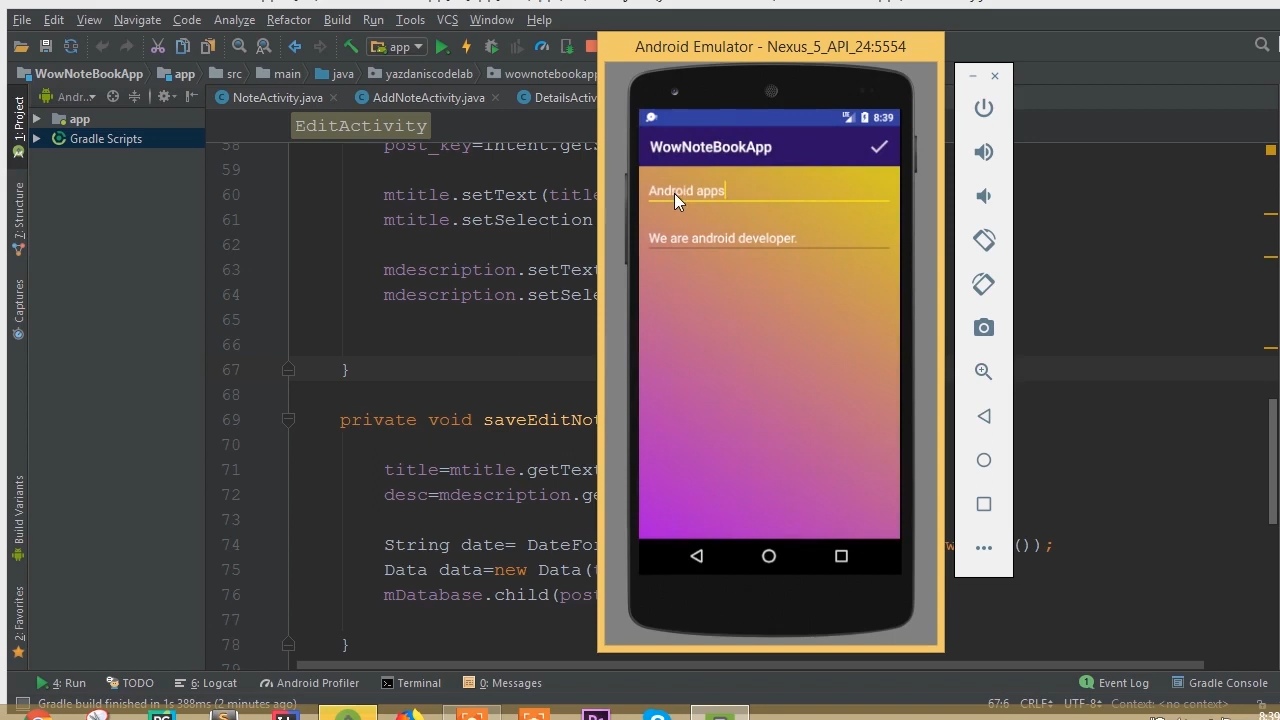 File Edit View Navigate Code Analyze Refactor Build Run Tools VCS Window Help
Android Emulator - Nexus_5_API_24:5554
app
WowNoteBookApp app src main java yazdaniscodelab wownotebookapp
Andr..
NoteActivity.java AddNoteActivity.java DetailsActiv
1: Project
app
Gradle Scripts
EditActivity
7: Structure
Captures
Build Variants
2: Favorites
58 post_key=intent.getS
59
60 mtitle.setText(title
61 mtitle.setSelection
62
63 mdescription.setText
64 mdescription.setSele
65
66
67 }
68
69 private void saveEditNot
70
71 title=mtitle.getText
72 desc=mdescription.ge
73
74 String date= DateFor ());
75 Data data=new Data(t
76 mDatabase.child(post
77
78 }
79
LTE 8:39
WowNoteBookApp
Android apps
We are android developer.
4: Run TODO 6: Logcat Android Profiler Terminal 0: Messages Event Log Gradle Console
Gradle build finished in 1s 388ms (2 minutes ago) 67:6 CRLF÷ UTF-8÷ Context: <no context>